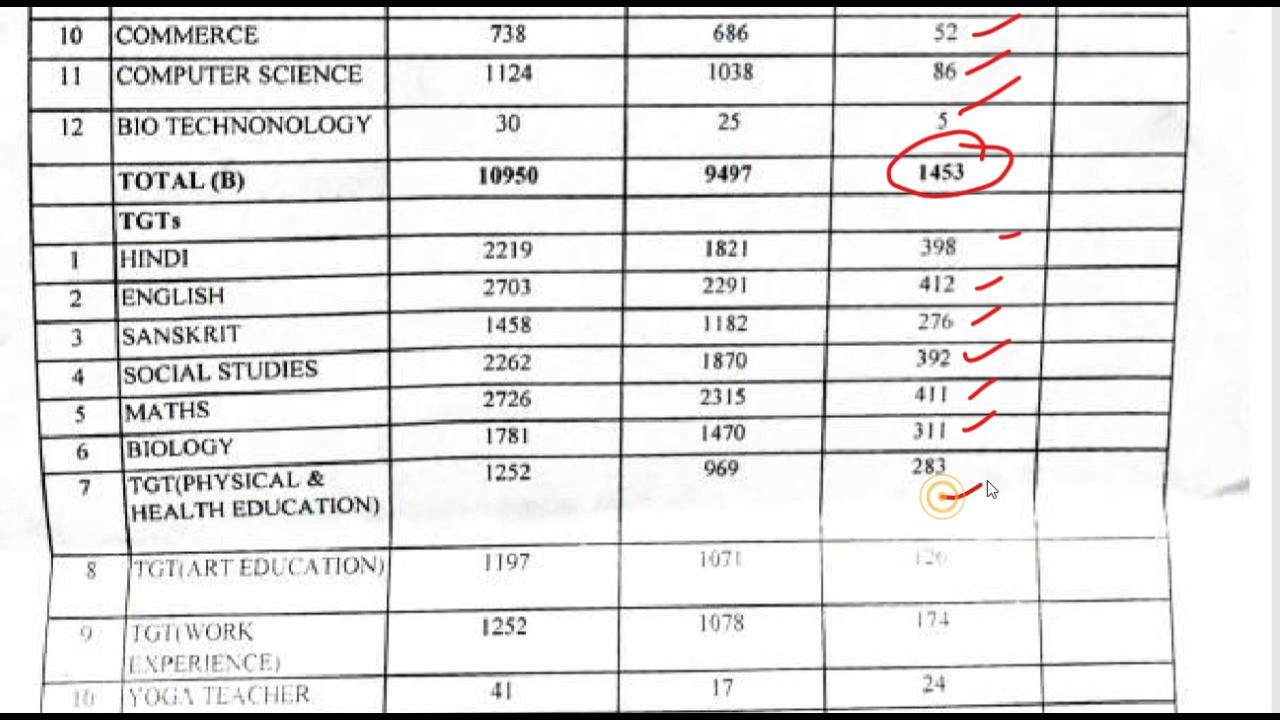 10 COMMERCE 738 686 52
11 COMPUTER SCIENCE 1124 1038 86
12 BIO TECHNONOLOGY 30 25 5
TOTAL (B) 10950 9497 1453
TGTs
1 HINDI 2219 1821 398
2 ENGLISH 2703 2291 412
3 SANSKRIT 1458 1182 276
4 SOCIAL STUDIES 2262 1870 392
5 MATHS 2726 2315 411
6 BIOLOGY 1781 1470 311
7 TGT(PHYSICAL & 1252 969 283
HEALTH EDUCATION)
8 TGT(ART EDUCATION) 1197 1071 126
9 TGT(WORK 1252 1078 174
EXPERIENCE)
10 YOGA TEACHER 41 17 24